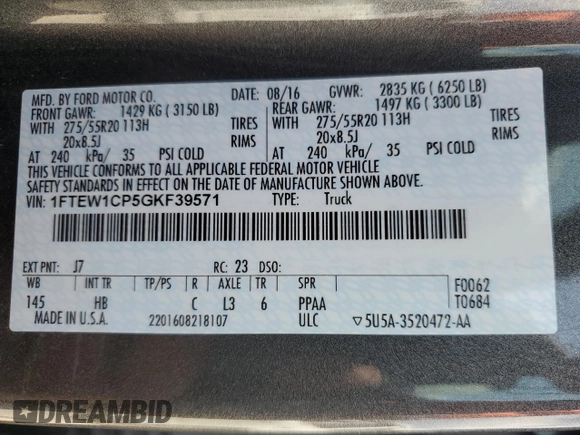 MFD. BY FORD MOTOR CO.
DATE: 08/16 GVWR: 2835 KG ( 6250 LB)
FRONT GAWR: 1429 KG ( 3150 LB)
REAR GAWR: 1497 KG ( 3300 LB)
WITH 275/55R20 113H TIRES
WITH 275/55R20 113H TIRES
20x8.5J RIMS
20x8.5J RIMS
AT 240 kPa/ 35 PSI COLD
AT 240 kPa/ 35 PSI COLD
THIS VEHICLE CONFORMS TO ALL APPLICABLE FEDERAL MOTOR VEHICLE
SAFETY STANDARDS IN EFFECT ON THE DATE OF MANUFACTURE SHOWN ABOVE.
VIN: 1FTEW1CP5GKF39571 TYPE: Truck
EXT PNT: J7 RC: 23 DSO:
WB INT TR TP/PS R AXLE TR SPR
F0062
145 HB C L3 6 PPAA
T0684
MADE IN U.S.A. 2201608218107 ULC ▽5U5A-3520472-AA
DREAMBID